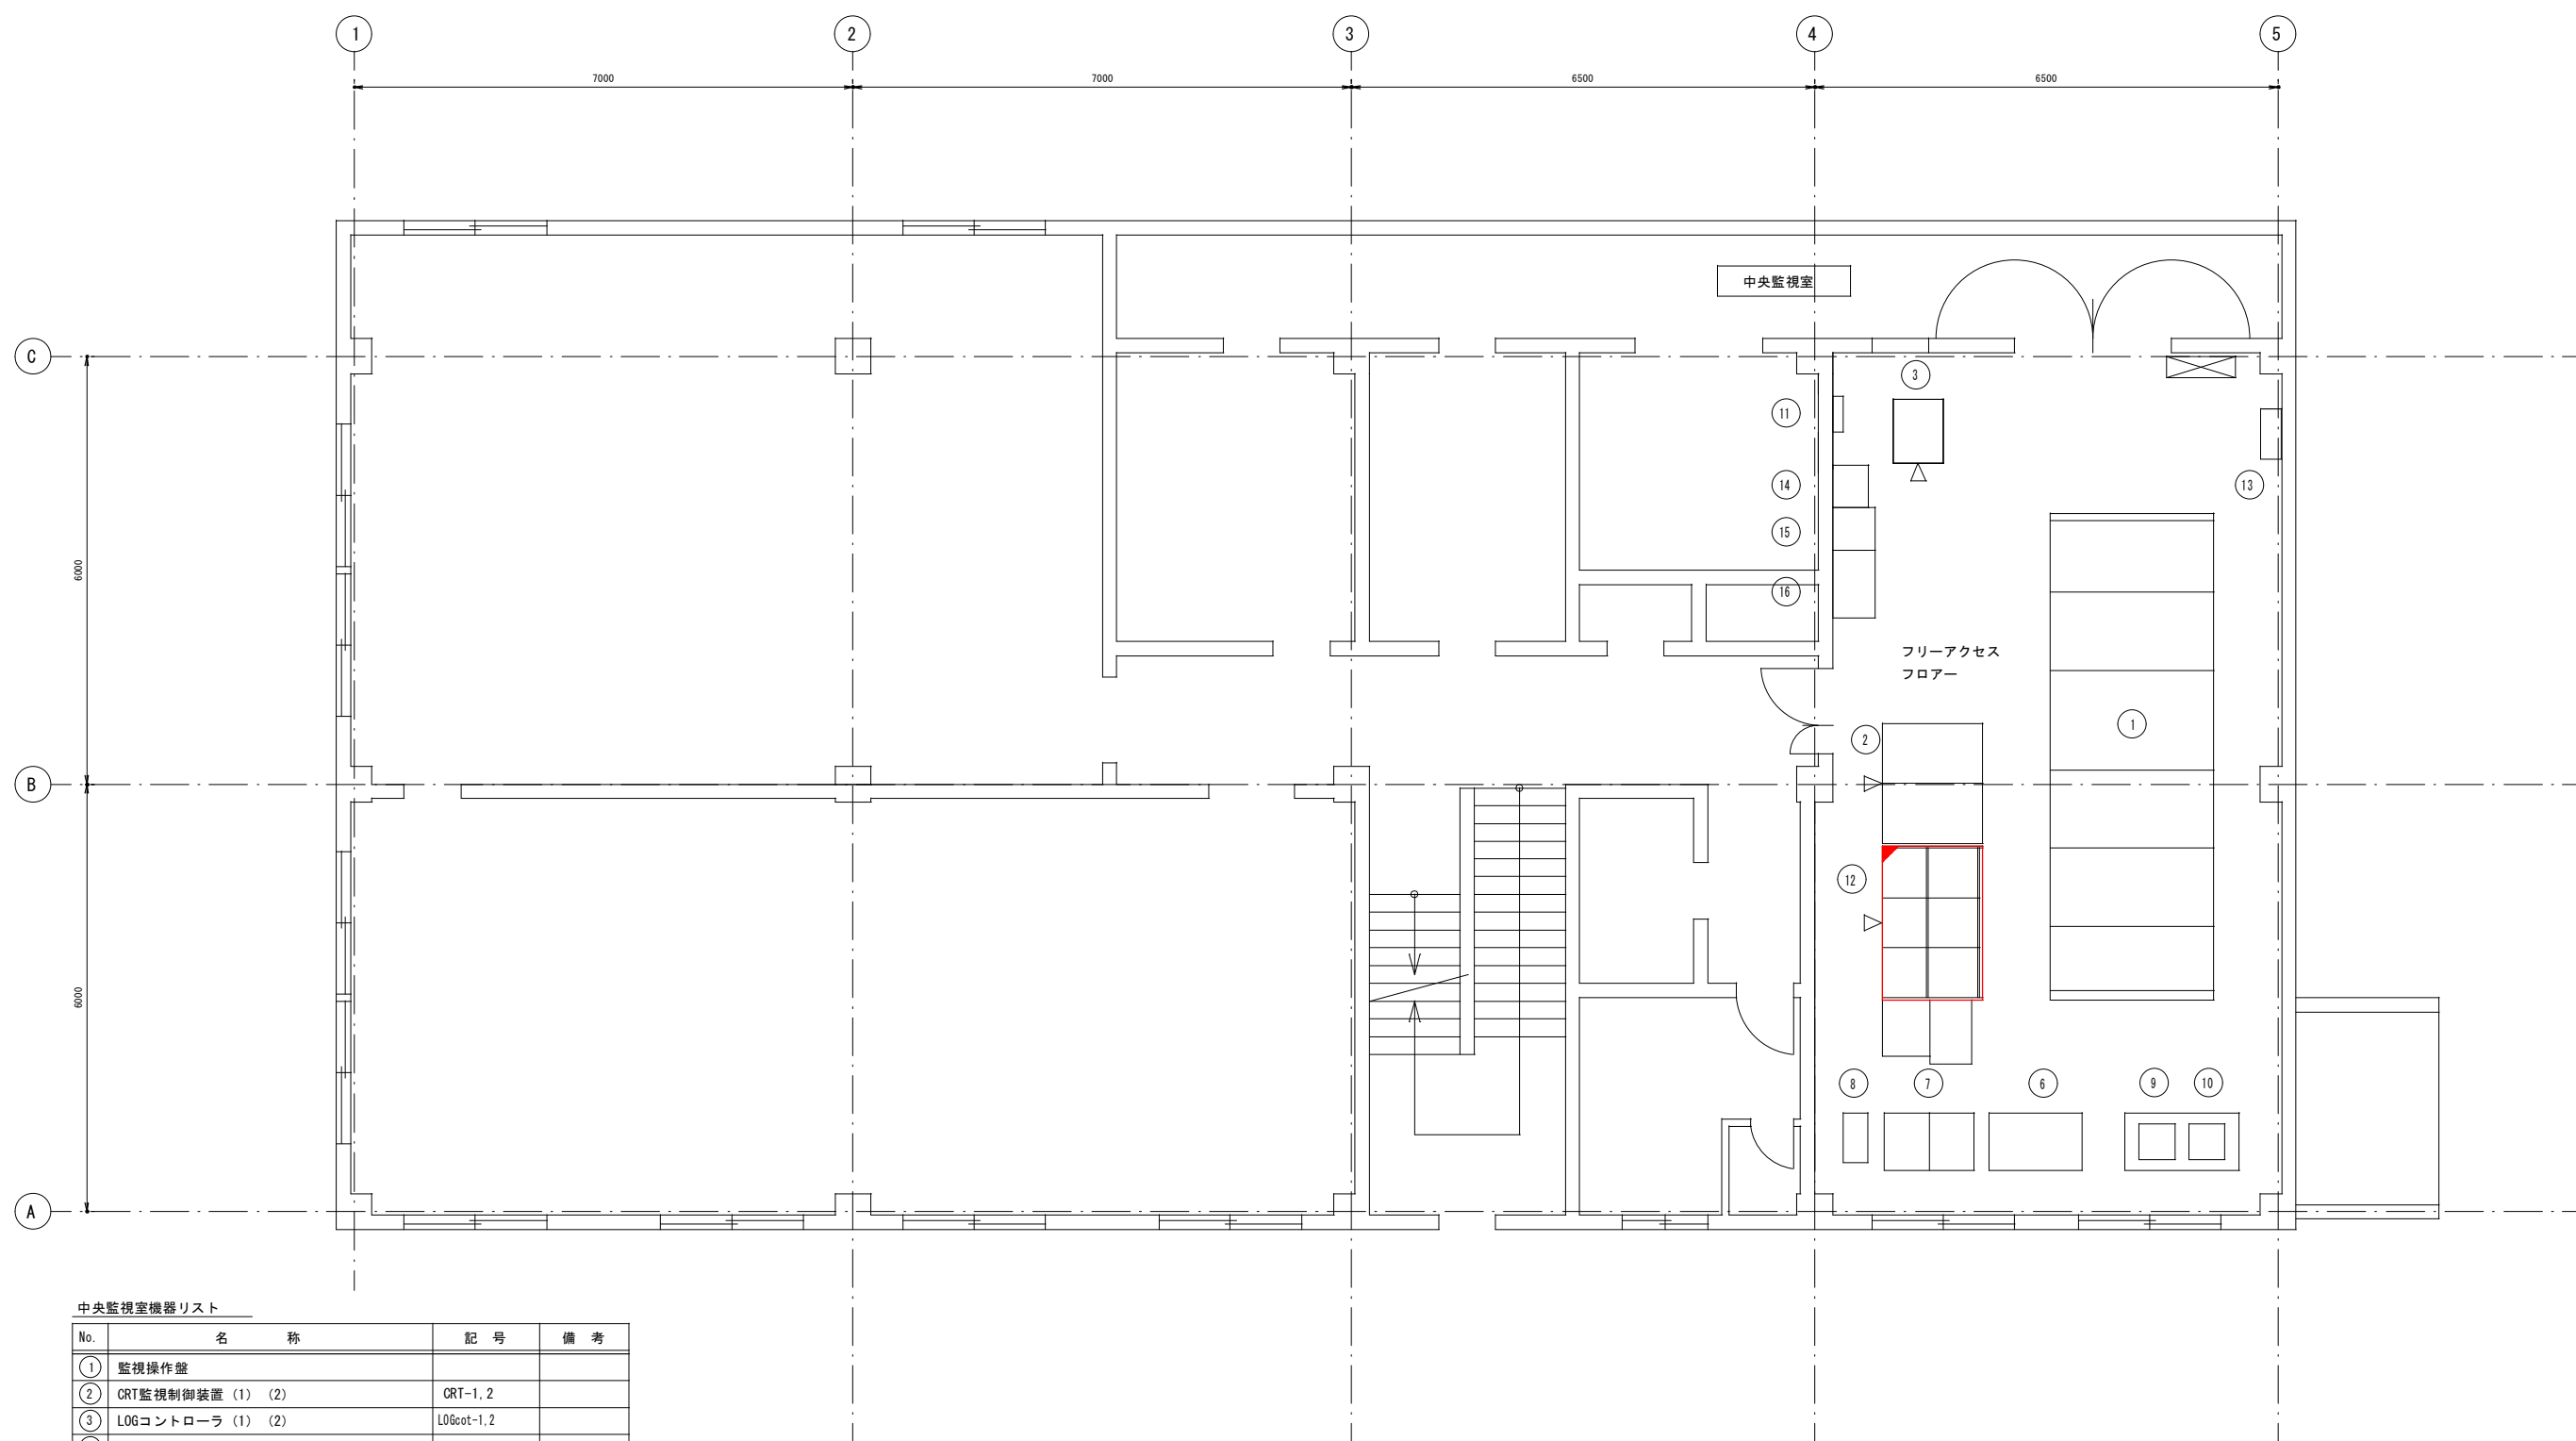 1 2 3 4 5
7000 7000 6500 6500
中央監視室
C
3
11
14
13
15
6000
16
フリーアクセス
フロアー
1
2
B
12
6000
8 7 6 9 10
A
中央監視室機器リスト
No. 名 称 記 号 備 考
1 監視操作盤
2 CRT監視制御装置 (1) (2) CRT-1,2
3 LOGコントローラ (1) (2) LOGcot-1,2